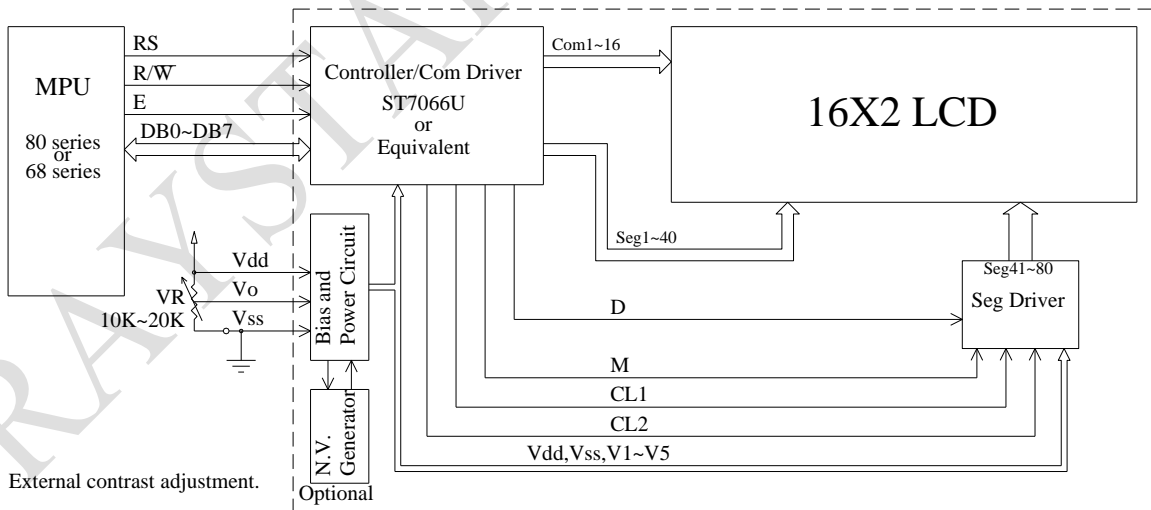 MPU
80 series
or
68 series
RS
R/W̅
E
DB0~DB7
Controller/Com Driver
ST7066U
or
Equivalent
Com1~16
16X2 LCD
Seg1~40
Seg41~80
Seg Driver
Vdd
Vo
Vss
VR
10K~20K
Bias and
Power Circuit
N.V.
Generator
Optional
D
M
CL1
CL2
Vdd,Vss,V1~V5
External contrast adjustment.
RAYSTA